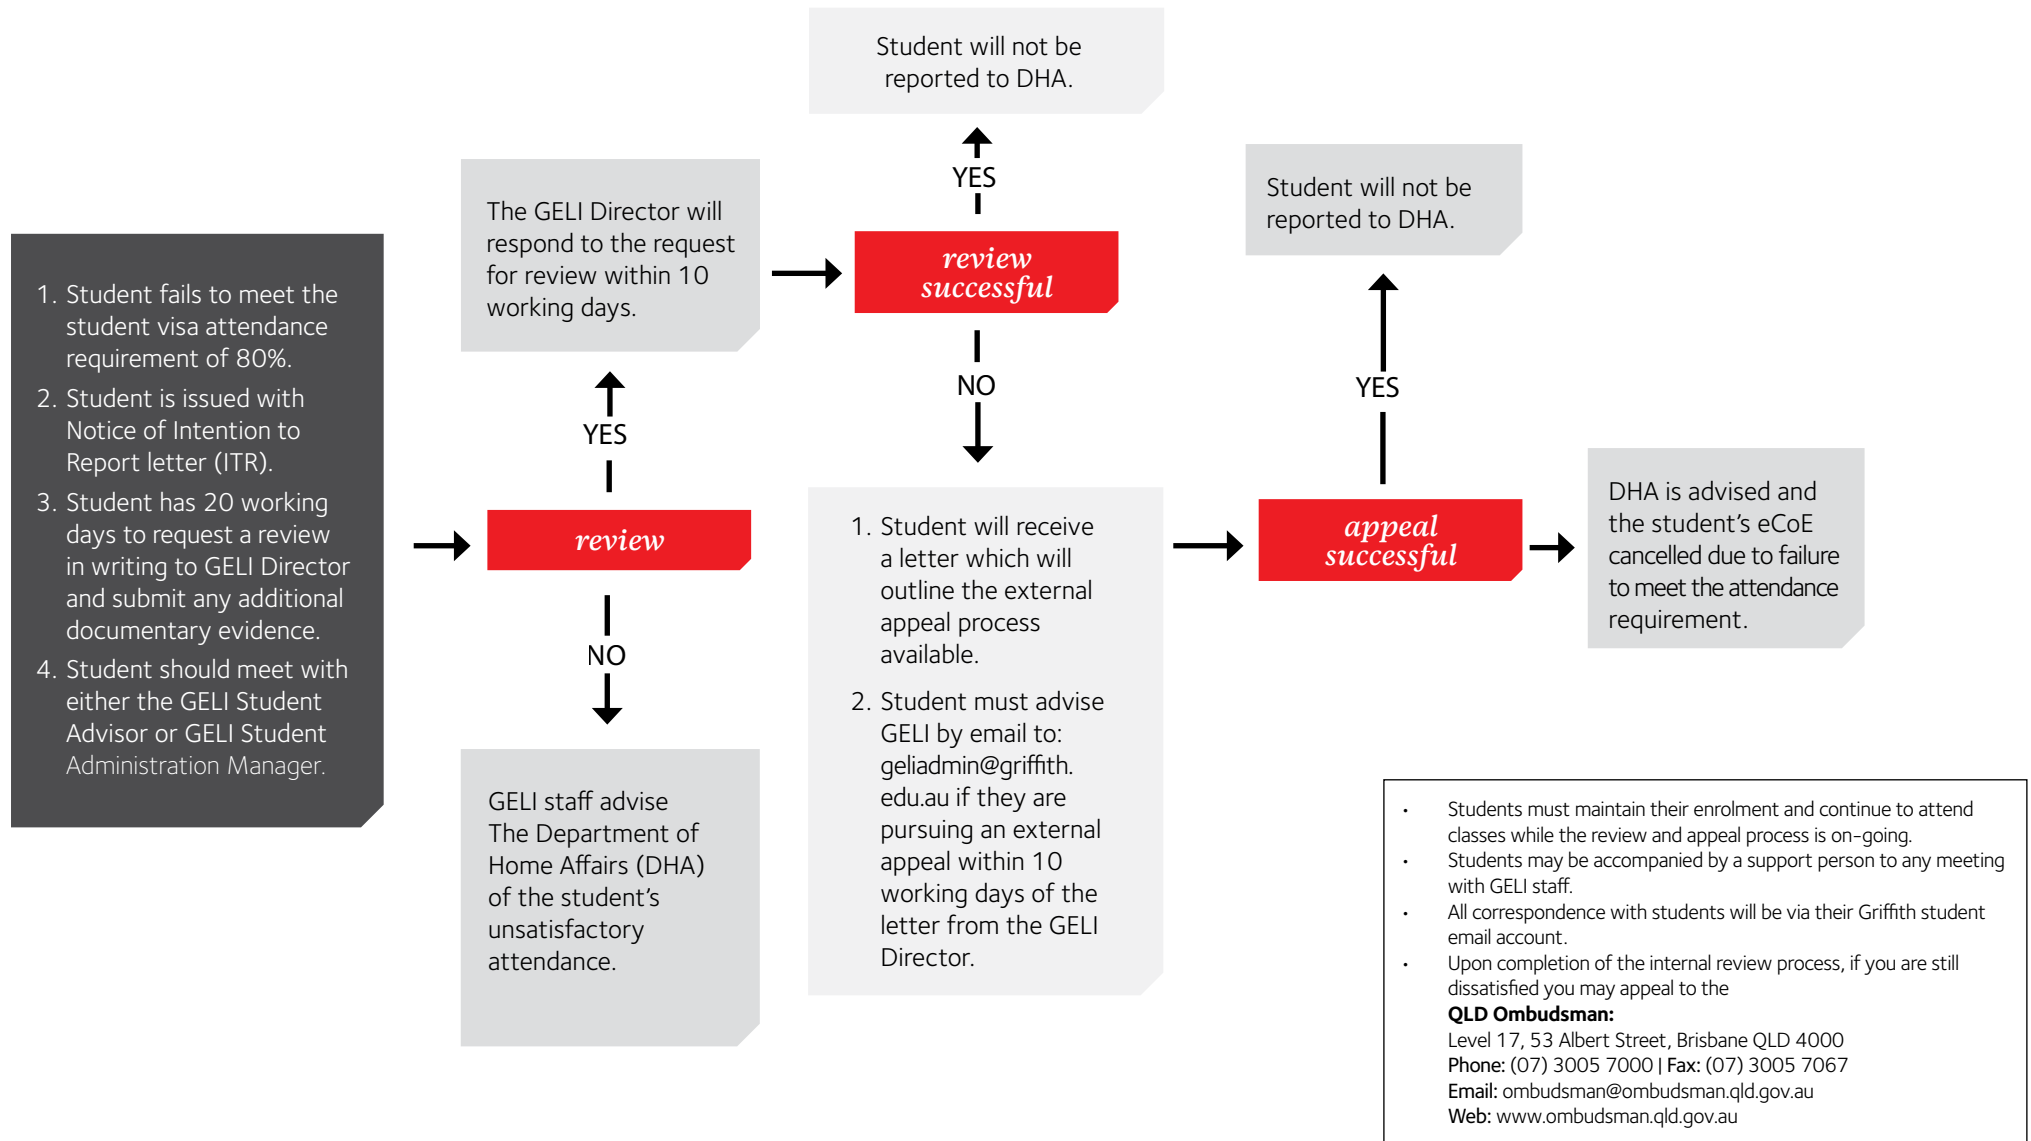 1. Student fails to meet the
student visa attendance
requirement of 80%.
2. Student is issued with
Notice of Intention to
Report letter (ITR).
3. Student has 20 working
days to request a review
in writing to GELI Director
and submit any additional
documentary evidence.
4. Student should meet with
either the GELI Student
Advisor or GELI Student
Administration Manager.
review
YES
The GELI Director will
respond to the request
for review within 10
working days.
NO
GELI staff advise
The Department of
Home Affairs (DHA)
of the student’s
unsatisfactory
attendance.
review
successful
YES
Student will not be
reported to DHA.
NO
1. Student will receive
a letter which will
outline the external
appeal process
available.
2. Student must advise
GELI by email to:
geliadmin@griffith.
edu.au if they are
pursuing an external
appeal within 10
working days of the
letter from the GELI
Director.
appeal
successful
YES
Student will not be
reported to DHA.
DHA is advised and
the student’s eCoE
cancelled due to failure
to meet the attendance
requirement.
• Students must maintain their enrolment and continue to attend
classes while the review and appeal process is on-going.
• Students may be accompanied by a support person to any meeting
with GELI staff.
• All correspondence with students will be via their Griffith student
email account.
• Upon completion of the internal review process, if you are still
dissatisfied you may appeal to the
QLD Ombudsman:
Level 17, 53 Albert Street, Brisbane QLD 4000
Phone: (07) 3005 7000 | Fax: (07) 3005 7067
Email: ombudsman@ombudsman.qld.gov.au
Web: www.ombudsman.qld.gov.au